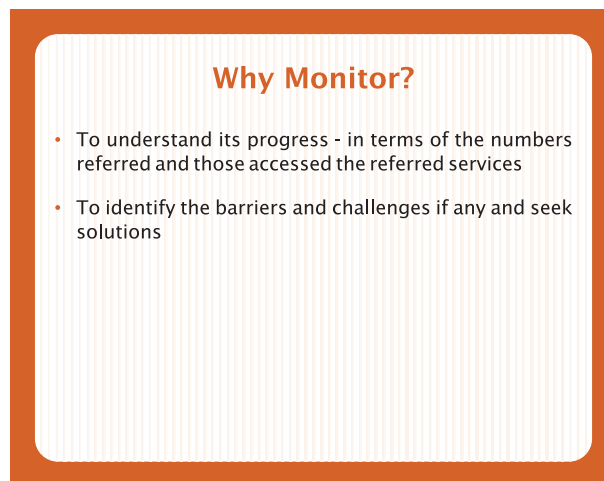 Why Monitor?
• To understand its progress - in terms of the numbers
referred and those accessed the referred services
• To identify the barriers and challenges if any and seek
solutions